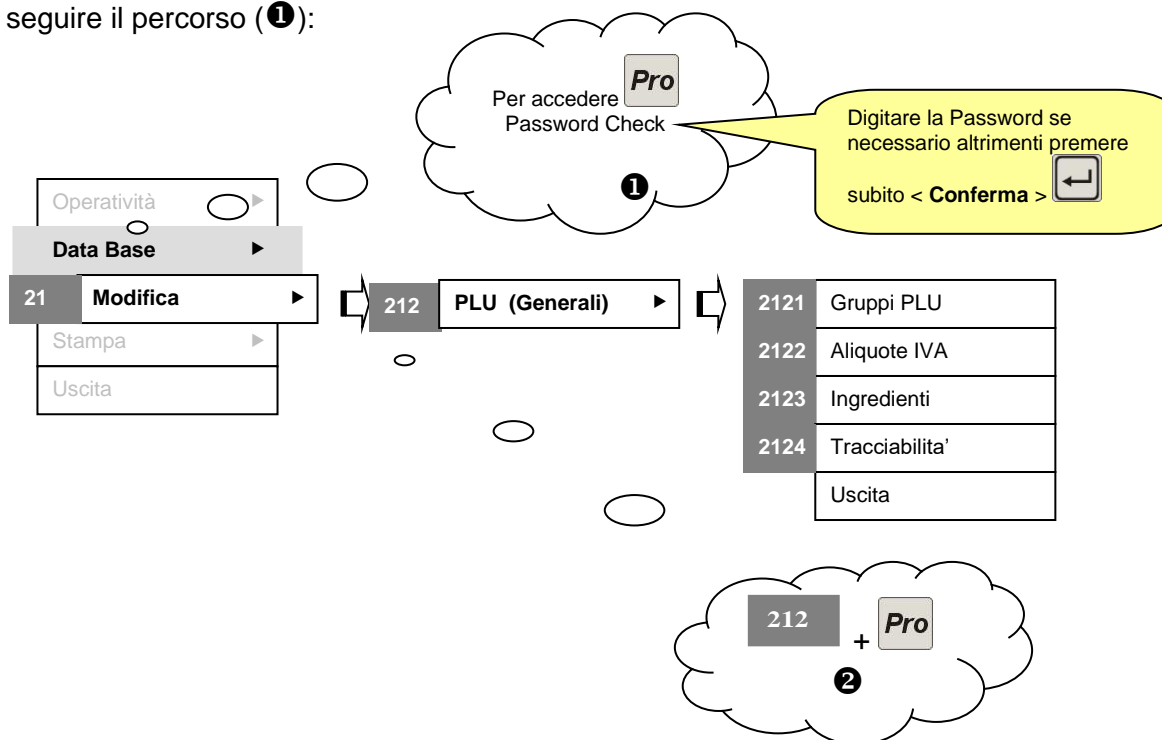 seguire il percorso (❶):
Per accedere Pro
Password Check
❶
Digitare la Password se
necessario altrimenti premere
subito < Conferma >
Operatività
Data Base
21 Modifica
Stampa
Uscita
212 PLU (Generali)
2121 Gruppi PLU
2122 Aliquote IVA
2123 Ingredienti
2124 Tracciabilita'
Uscita
212 + Pro
❷